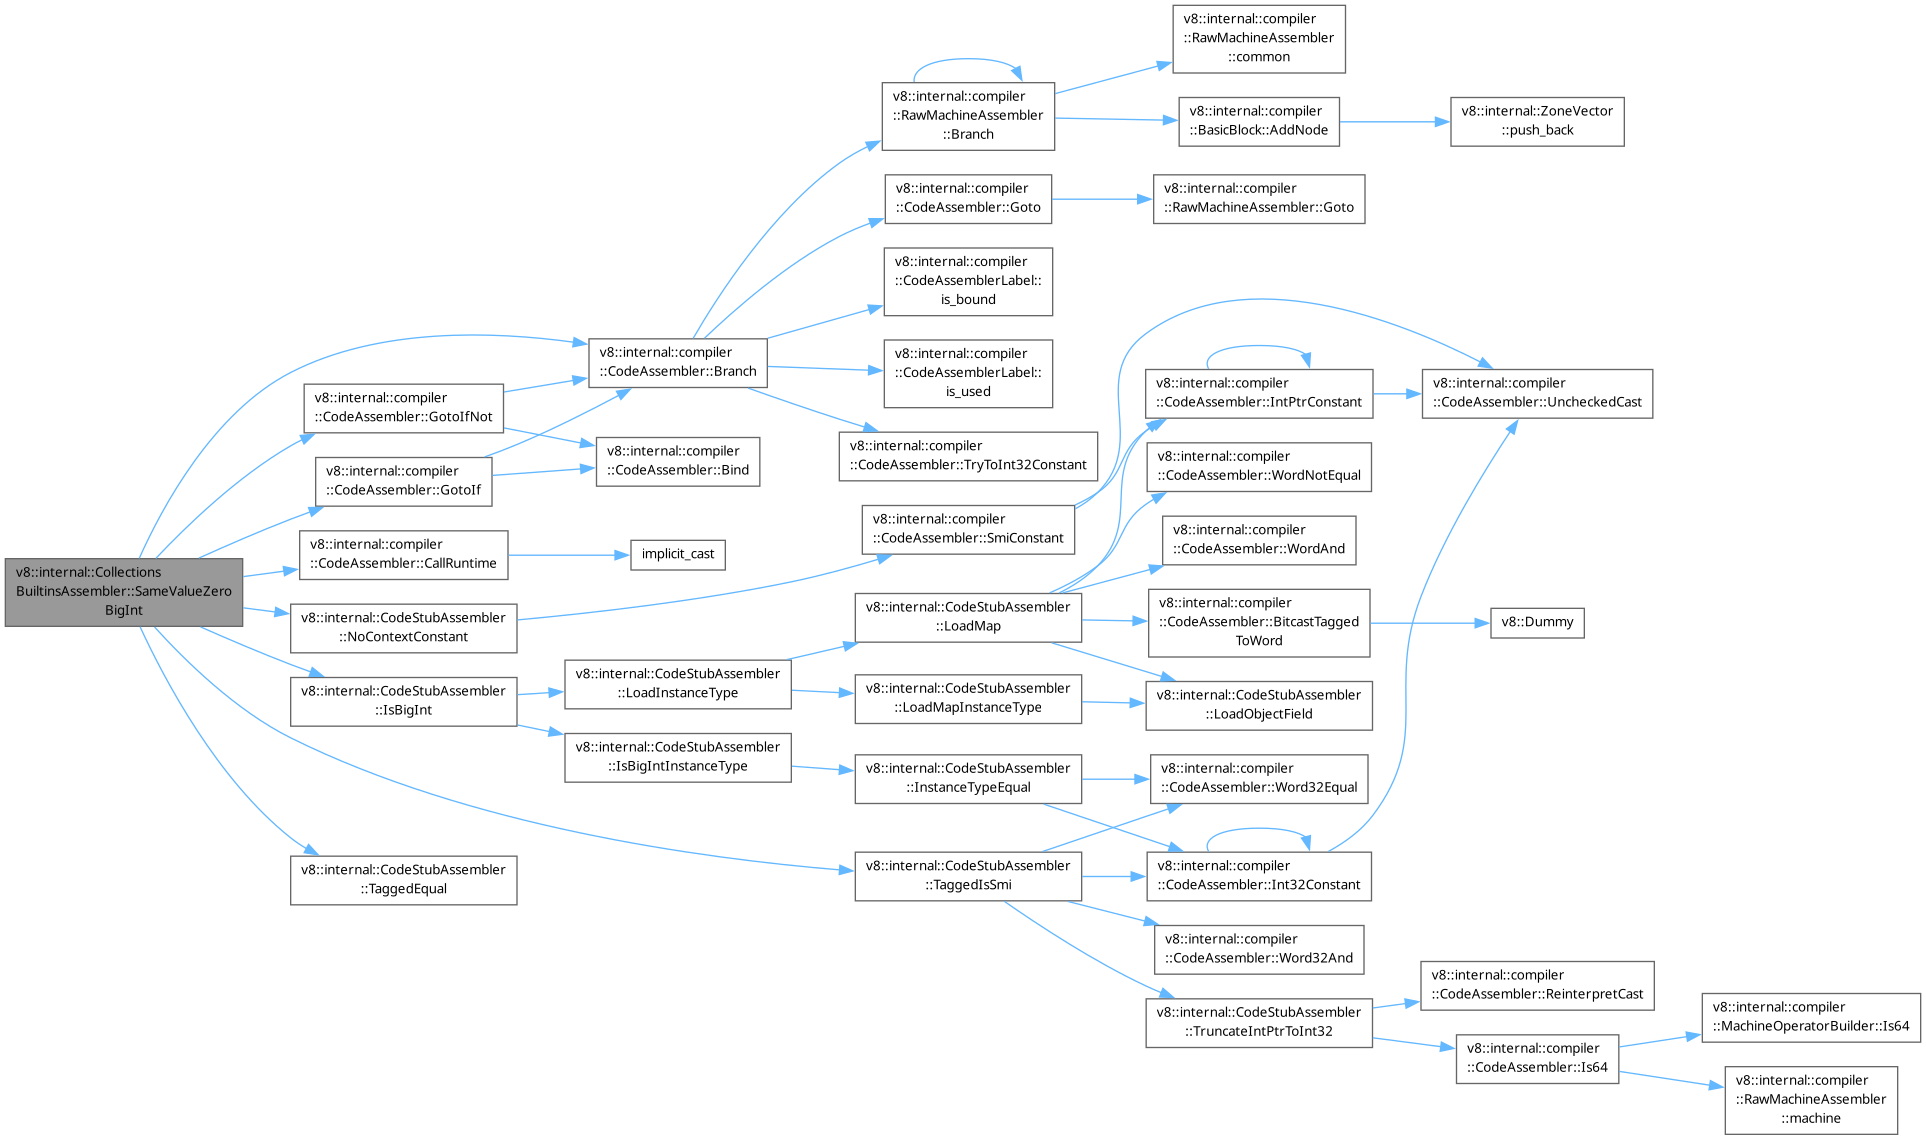 v8::internal::Collections
BuiltinsAssembler::SameValueZero
BigInt
v8::internal::compiler
::CodeAssembler::GotoIfNot
v8::internal::compiler
::CodeAssembler::GotoIf
v8::internal::compiler
::CodeAssembler::CallRuntime
v8::internal::CodeStubAssembler
::NoContextConstant
v8::internal::CodeStubAssembler
::IsBigInt
v8::internal::CodeStubAssembler
::TaggedEqual
v8::internal::compiler
::CodeAssembler::Branch
v8::internal::compiler
::CodeAssembler::Bind
implicit_cast
v8::internal::CodeStubAssembler
::LoadInstanceType
v8::internal::CodeStubAssembler
::IsBigIntInstanceType
v8::internal::compiler
::RawMachineAssembler
::Branch
v8::internal::compiler
::CodeAssembler::Goto
v8::internal::compiler
::CodeAssemblerLabel::
is_bound
v8::internal::compiler
::CodeAssemblerLabel::
is_used
v8::internal::compiler
::CodeAssembler::TryToInt32Constant
v8::internal::compiler
::CodeAssembler::SmiConstant
v8::internal::CodeStubAssembler
::LoadMap
v8::internal::CodeStubAssembler
::LoadMapInstanceType
v8::internal::CodeStubAssembler
::InstanceTypeEqual
v8::internal::CodeStubAssembler
::TaggedIsSmi
v8::internal::compiler
::RawMachineAssembler
::common
v8::internal::compiler
::BasicBlock::AddNode
v8::internal::compiler
::RawMachineAssembler::Goto
v8::internal::compiler
::CodeAssembler::IntPtrConstant
v8::internal::compiler
::CodeAssembler::WordNotEqual
v8::internal::compiler
::CodeAssembler::WordAnd
v8::internal::compiler
::CodeAssembler::BitcastTagged
ToWord
v8::internal::CodeStubAssembler
::LoadObjectField
v8::internal::compiler
::CodeAssembler::Word32Equal
v8::internal::compiler
::CodeAssembler::Int32Constant
v8::internal::compiler
::CodeAssembler::Word32And
v8::internal::CodeStubAssembler
::TruncateIntPtrToInt32
v8::internal::ZoneVector
::push_back
v8::internal::compiler
::CodeAssembler::UncheckedCast
v8::Dummy
v8::internal::compiler
::CodeAssembler::ReinterpretCast
v8::internal::compiler
::CodeAssembler::Is64
v8::internal::compiler
::MachineOperatorBuilder::Is64
v8::internal::compiler
::RawMachineAssembler
::machine